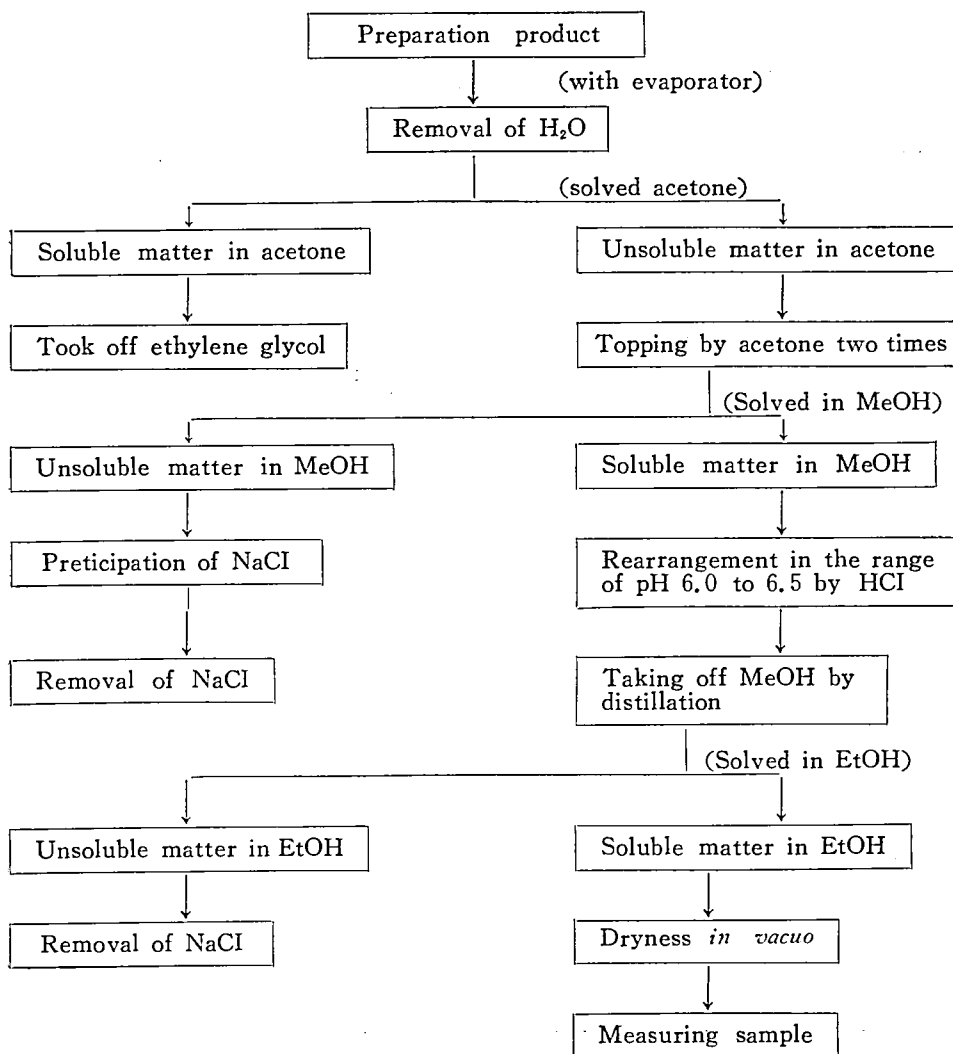 Preparation product
(with evaporator)
Removal of H₂O
(solved acetone)
Soluble matter in acetone
Unsoluble matter in acetone
Took off ethylene glycol
Topping by acetone two times
(Solved in MeOH)
Unsoluble matter in MeOH
Soluble matter in MeOH
Preticipation of NaCI
Rearrangement in the range
of pH 6.0 to 6.5 by HCI
Removal of NaCI
Taking off MeOH by
distillation
(Solved in EtOH)
Unsoluble matter in EtOH
Soluble matter in EtOH
Removal of NaCI
Dryness in vacuo
Measuring sample